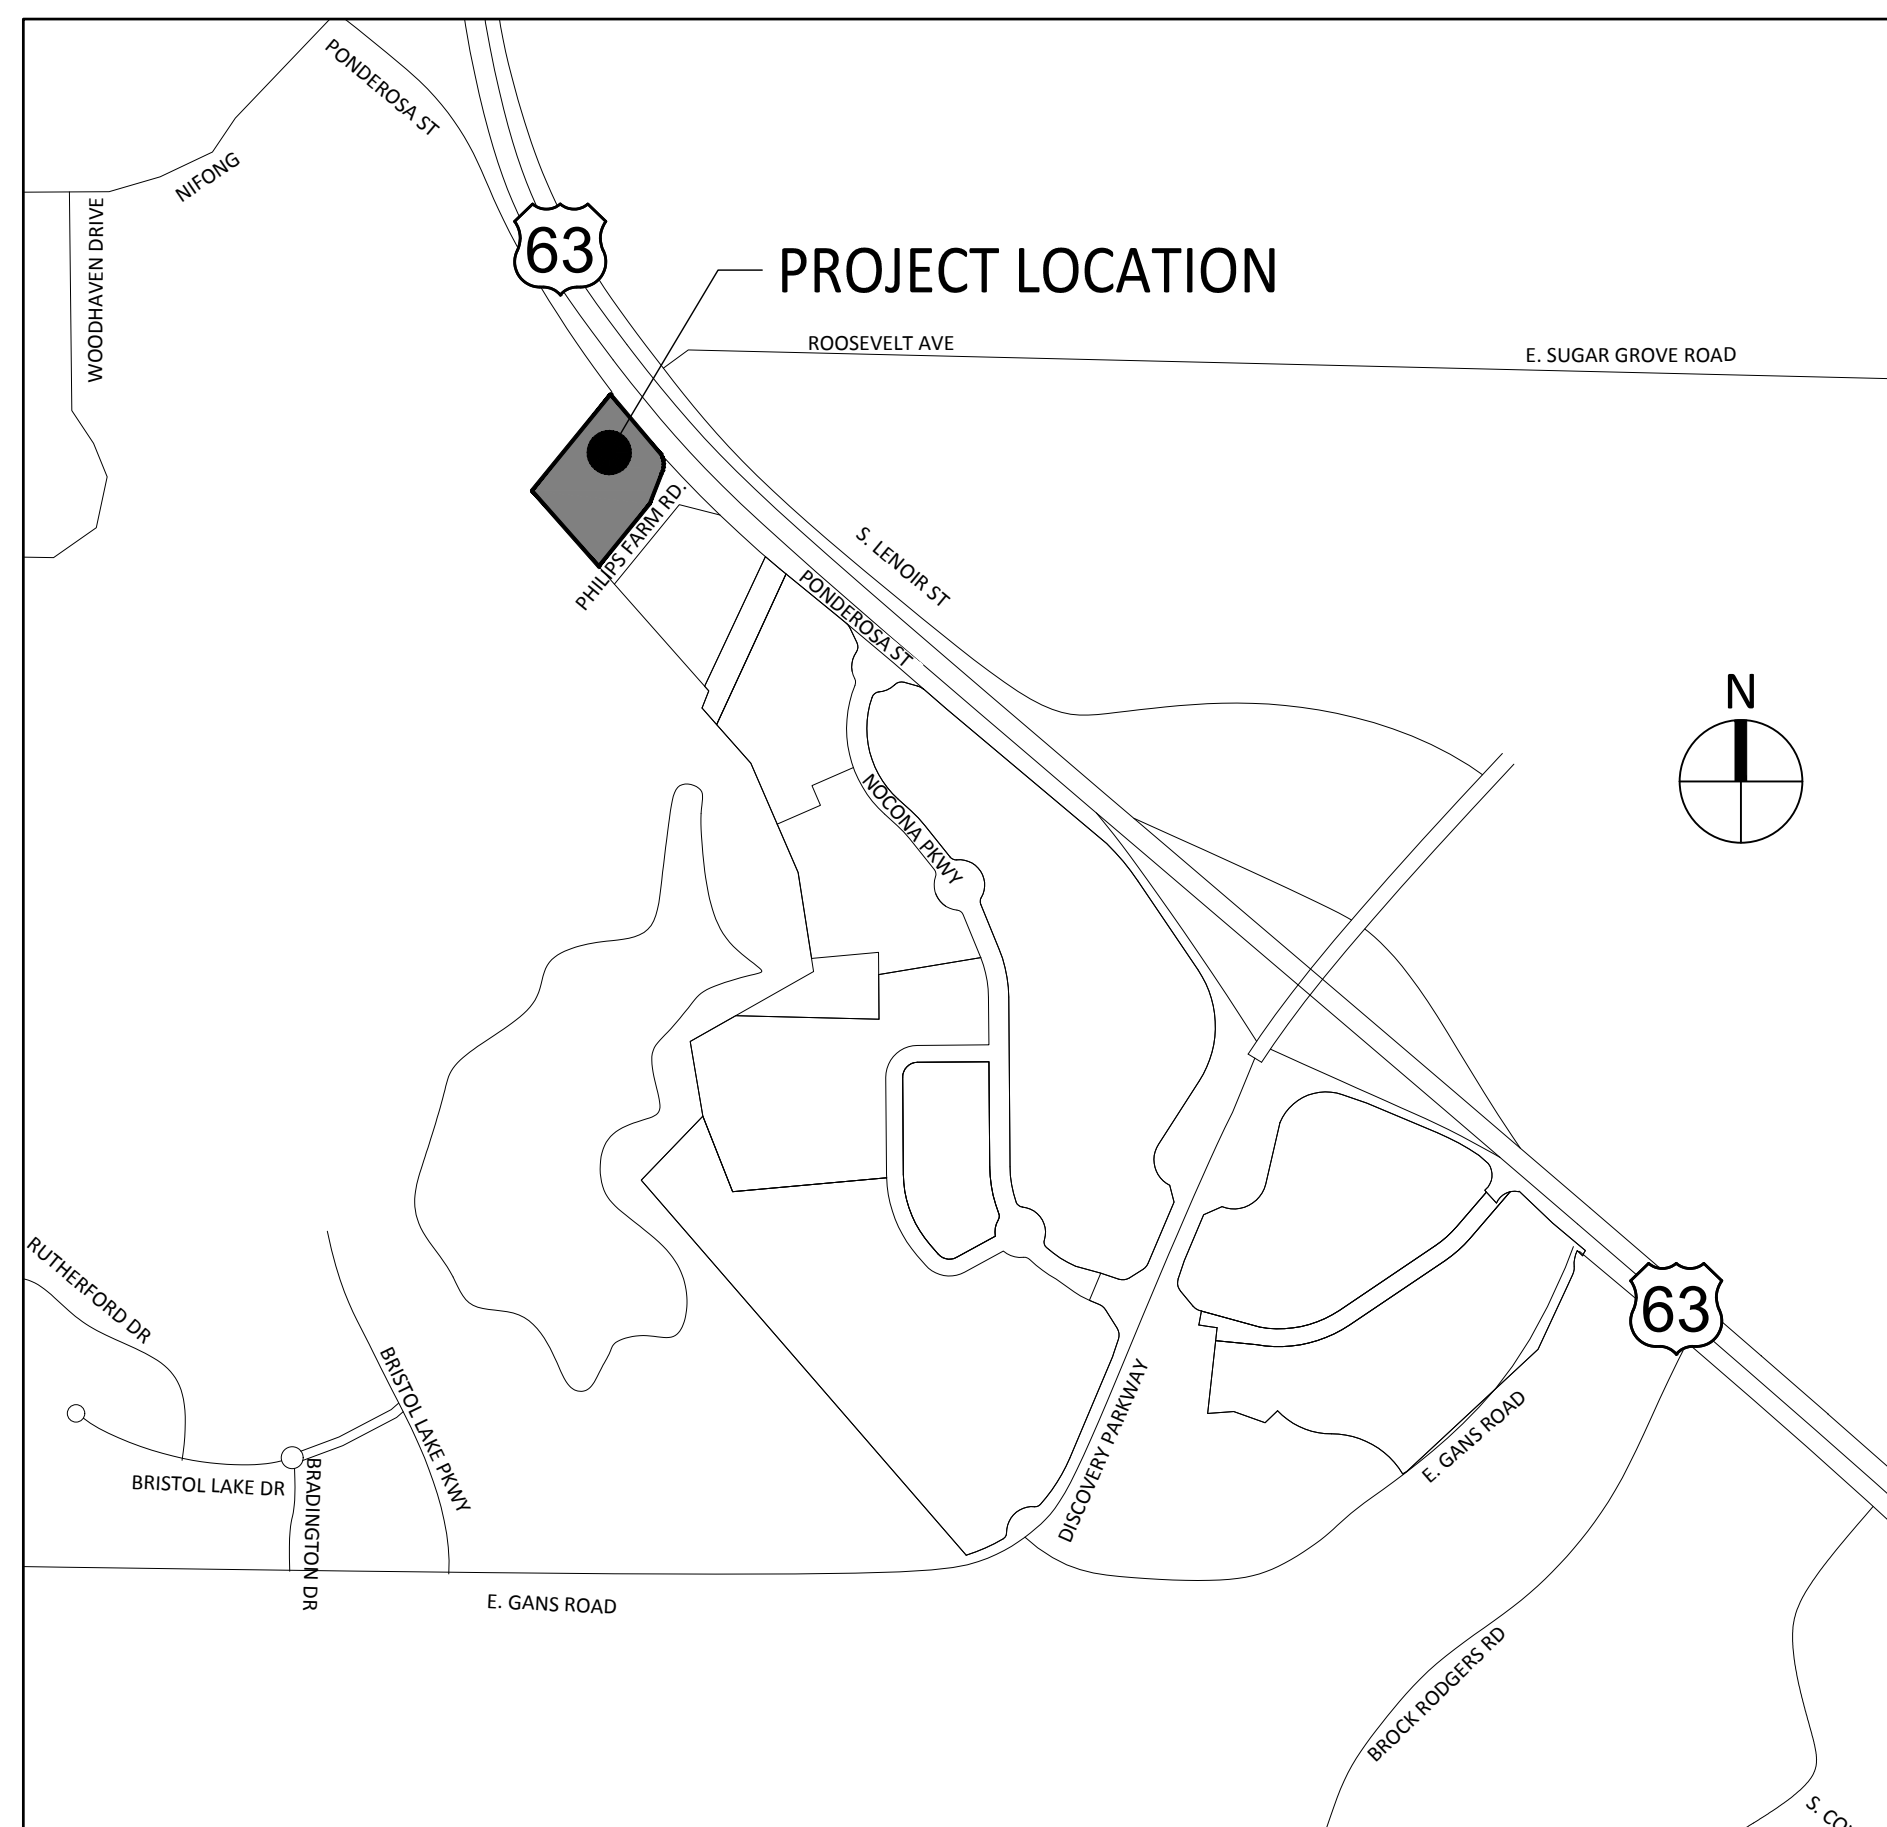 PONDEROSA ST
NIFONG
WOODHAVEN DRIVE
63
PROJECT LOCATION
ROOSEVELT AVE
E. SUGAR GROVE ROAD
PHILIPS FARM RD.
S. LENOIR ST
PONDEROSA ST
N
NOCONA PKWY
RUTHERFORD DR
63
BRISTOL LAKE PKWY
DISCOVERY PARKWAY
E. GANS ROAD
BRISTOL LAKE DR
BRADINGTON DR
E. GANS ROAD
BROCK RODGERS RD
S.